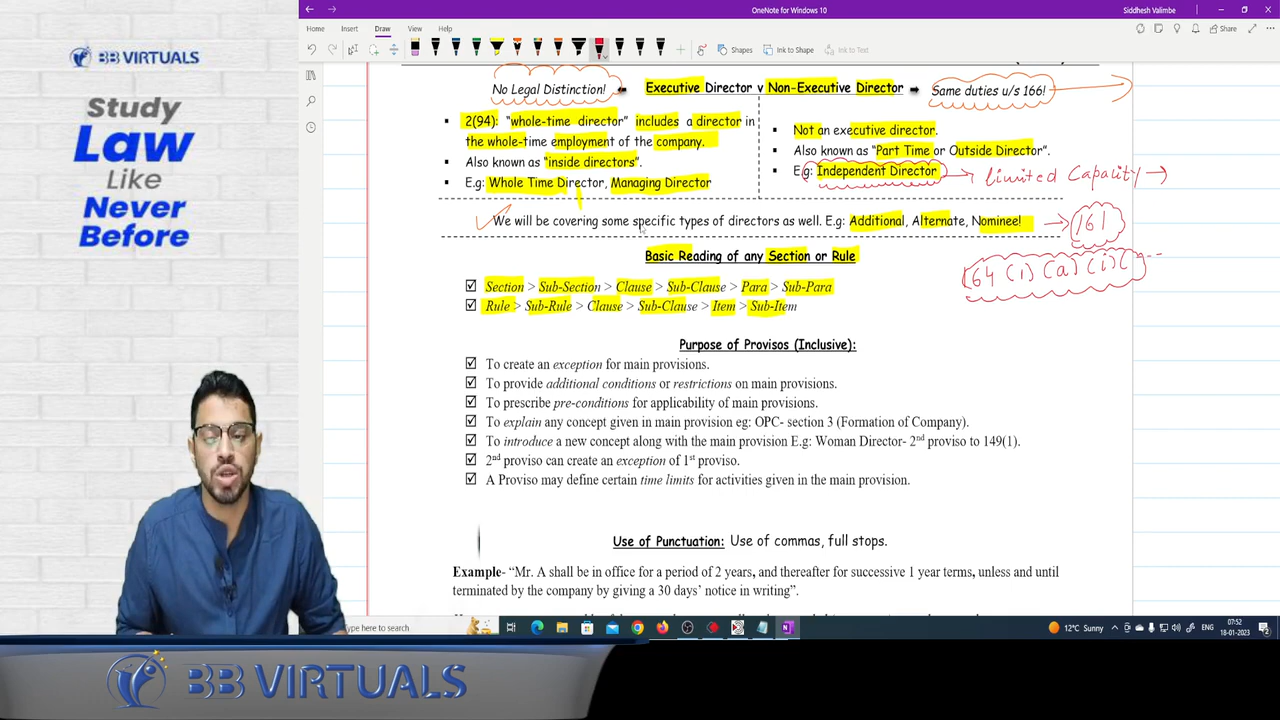 OneNote for Windows 10
Siddhesh Valimbe
BB VIRTUALS
Study
Law
Like
Never
Before
Home Insert Draw View Help
Shapes Ink to Shape Ink to Text
Share
No Legal Distinction! Executive Director v Non-Executive Director Same duties u/s 166!
2(94): "whole-time director" includes a director in
the whole-time employment of the company.
Also known as "inside directors".
E.g: Whole Time Director, Managing Director
Not an executive director.
Also known as "Part Time or Outside Director".
E.g: Independent Director → limited Capality →
We will be covering some specific types of directors as well. E.g: Additional, Alternate, Nominee! → 161
Basic Reading of any Section or Rule
164 (1) (a) (i) (
Section > Sub-Section > Clause > Sub-Clause > Para > Sub-Para
Rule > Sub-Rule > Clause > Sub-Clause > Item > Sub-Item
Purpose of Provisos (Inclusive):
To create an exception for main provisions.
To provide additional conditions or restrictions on main provisions.
To prescribe pre-conditions for applicability of main provisions.
To explain any concept given in main provision eg: OPC- section 3 (Formation of Company).
To introduce a new concept along with the main provision E.g: Woman Director- 2nd proviso to 149(1).
2nd proviso can create an exception of 1st proviso.
A Proviso may define certain time limits for activities given in the main provision.
Use of Punctuation: Use of commas, full stops.
Example- "Mr. A shall be in office for a period of 2 years, and thereafter for successive 1 year terms, unless and until
terminated by the company by giving a 30 days' notice in writing".
Type here to search
12°C Sunny
ENG
07:52
18-01-2023
BB VIRTUALS